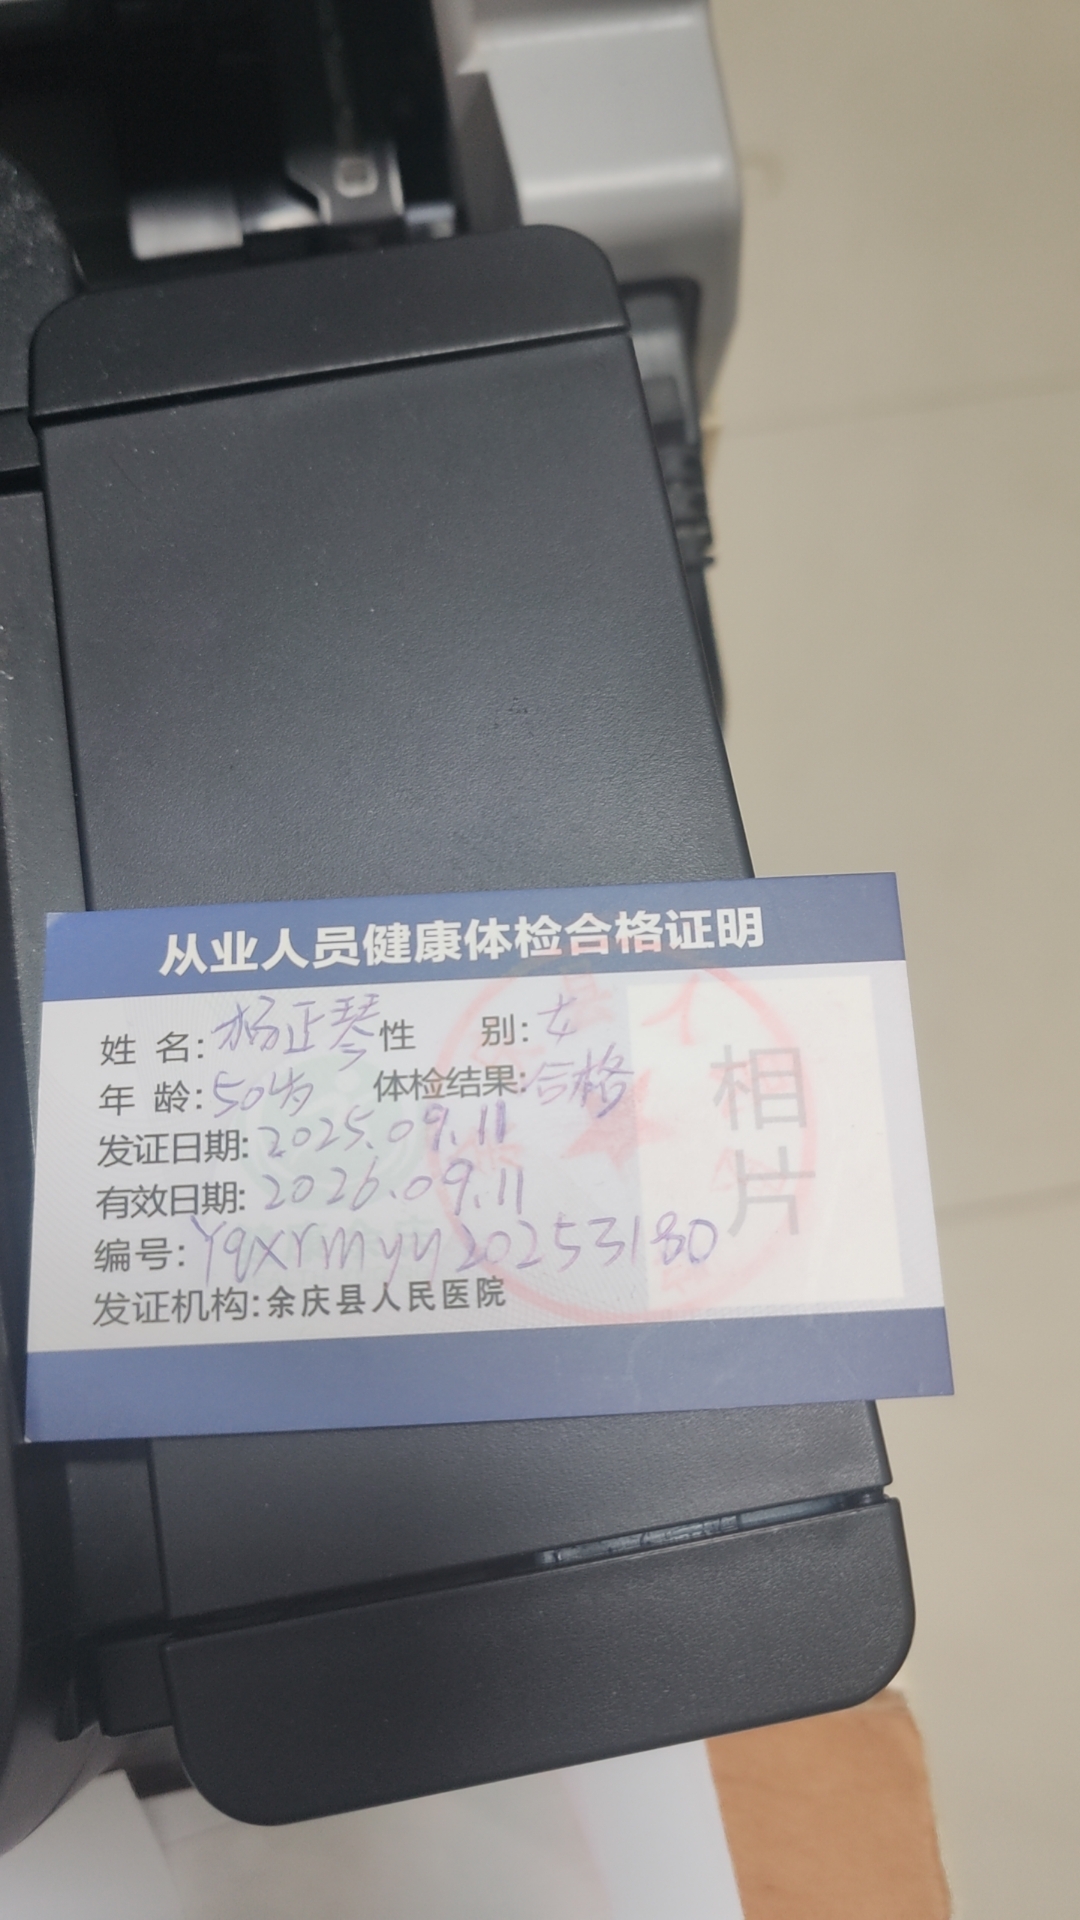 从业人员健康体检合格证明
姓 名: 杨正琴 性 别: 女
年 龄: 50岁 体检结果: 合格
发证日期: 2025.09.11
有效日期: 2026.09.11
编号: Yqxrmyy20253180
发证机构: 余庆县人民医院
相片